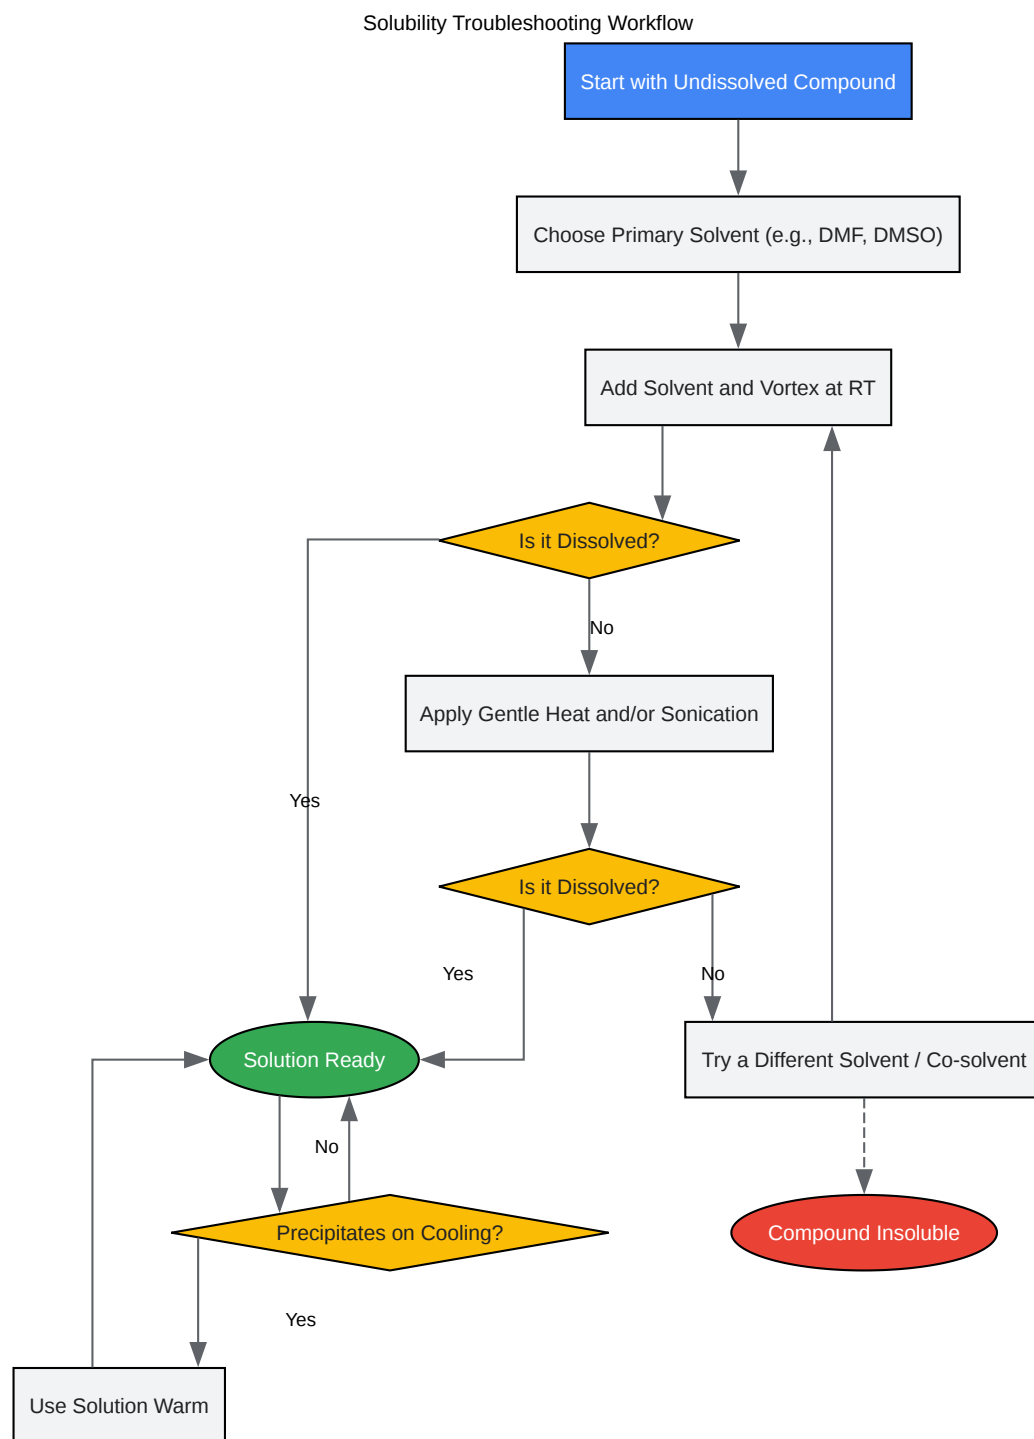 Solubility Troubleshooting Workflow
Start with Undissolved Compound
Choose Primary Solvent (e.g., DMF, DMSO)
Add Solvent and Vortex at RT
Is it Dissolved?
No
Apply Gentle Heat and/or Sonication
Yes
Is it Dissolved?
Yes
No
Solution Ready
Try a Different Solvent / Co-solvent
No
Precipitates on Cooling?
Compound Insoluble
Yes
Use Solution Warm